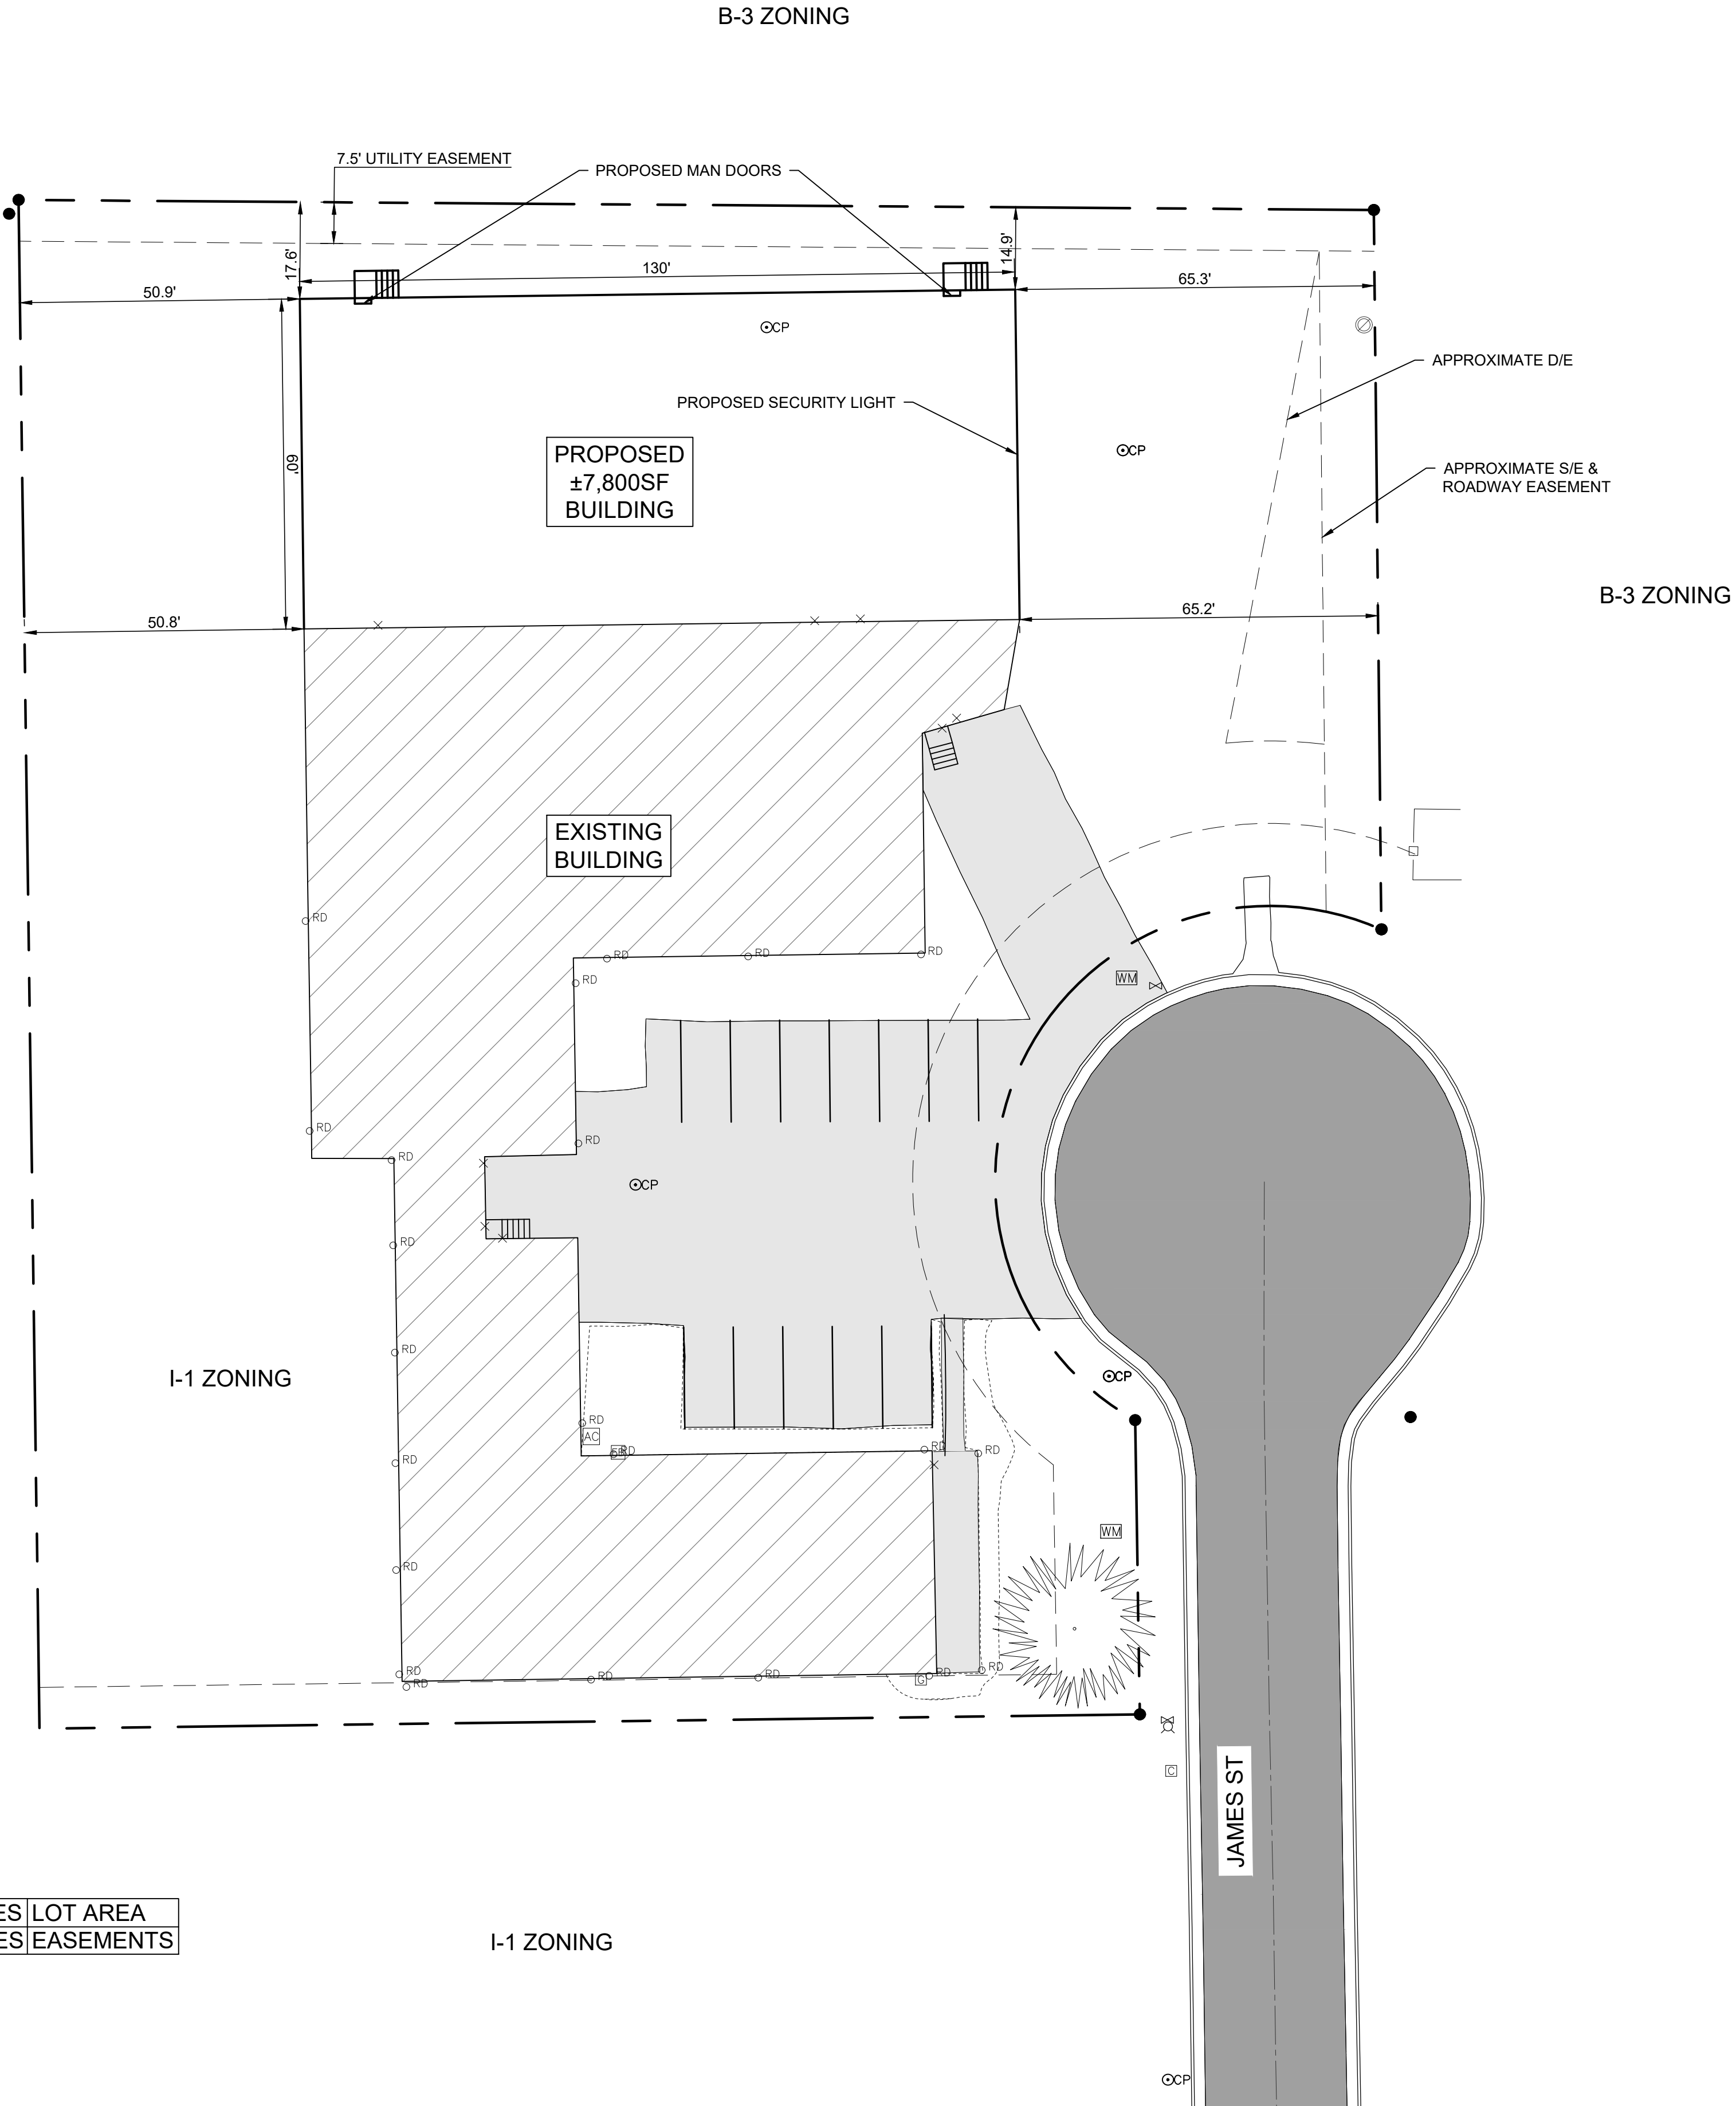 B-3 ZONING
7.5' UTILITY EASEMENT
PROPOSED MAN DOORS
17.6'
14.9'
130'
50.9'
65.3'
CP
APPROXIMATE D/E
PROPOSED SECURITY LIGHT
CP
60'
PROPOSED
±7,800SF
BUILDING
APPROXIMATE S/E &
ROADWAY EASEMENT
B-3 ZONING
50.8'
65.2'
EXISTING
BUILDING
RD
RD
RD
RD
RD
WM
RD
RD
RD
CP
RD
RD
I-1 ZONING
CP
RD
AC
RD
RD
RD
RD
WM
RD
RD
RD
RD
RD
RD
RD
G
C
JAMES ST
ES LOT AREA
ES EASEMENTS
I-1 ZONING
CP